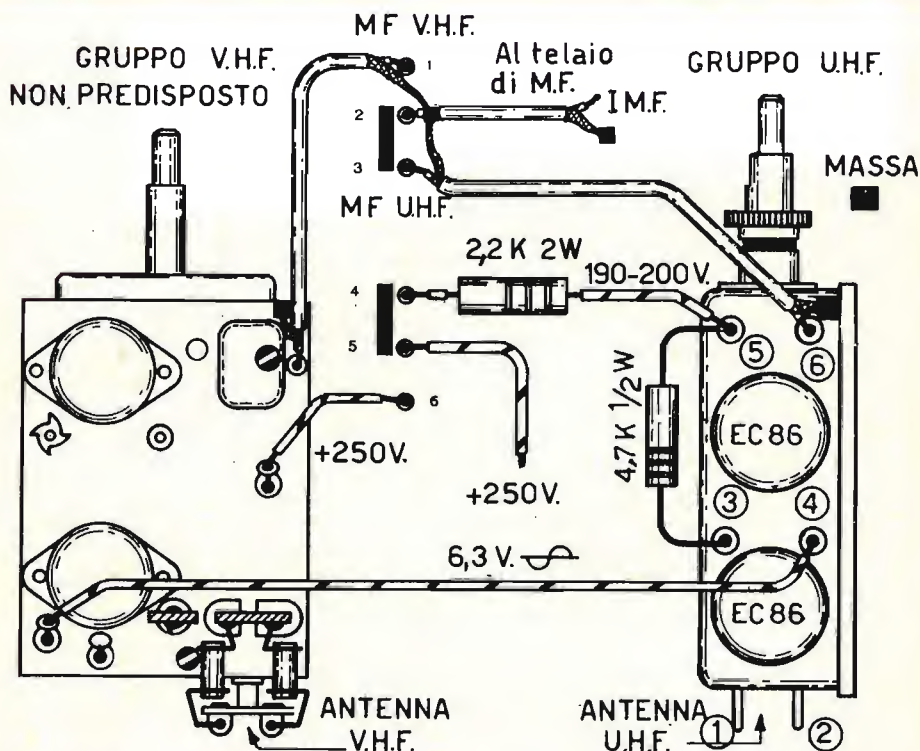 MF V.H.F.
GRUPPO V.H.F.
NON PREDISPOSTO
1
Al telaio
di M.F.
I M.F.
GRUPPO U.H.F.
2
3
MASSA
MF U.H.F.
2,2 K 2W
190-200V.
4
5
6
⑤
⑥
+250V.
+250V.
4,7K 1/2W
EC 86
③
④
6,3 V.
EC 86
ANTENNA
V.H.F.
ANTENNA
U.H.F.
①
②